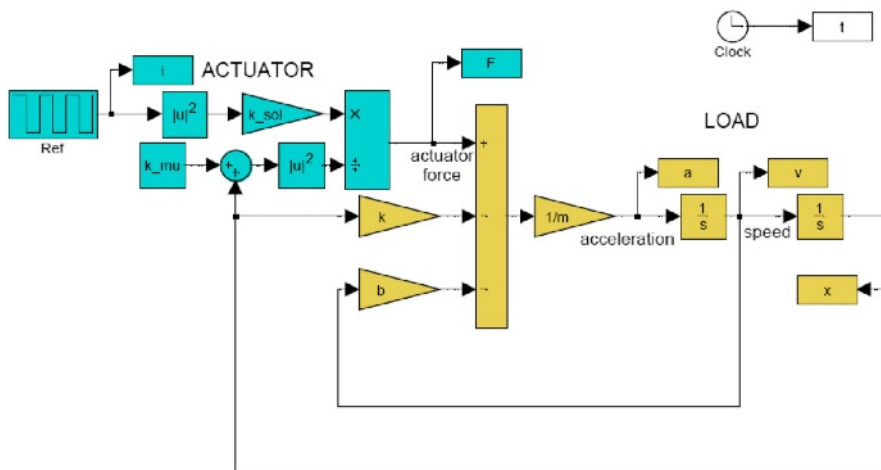 t
Clock
i
ACTUATOR
F
|u|²
k_sol
×
Ref
LOAD
k_mu
+
+
|u|²
÷
actuator
force
+
a
v
k
-
1/m
acceleration
1
s
speed
1
s
b
-
x